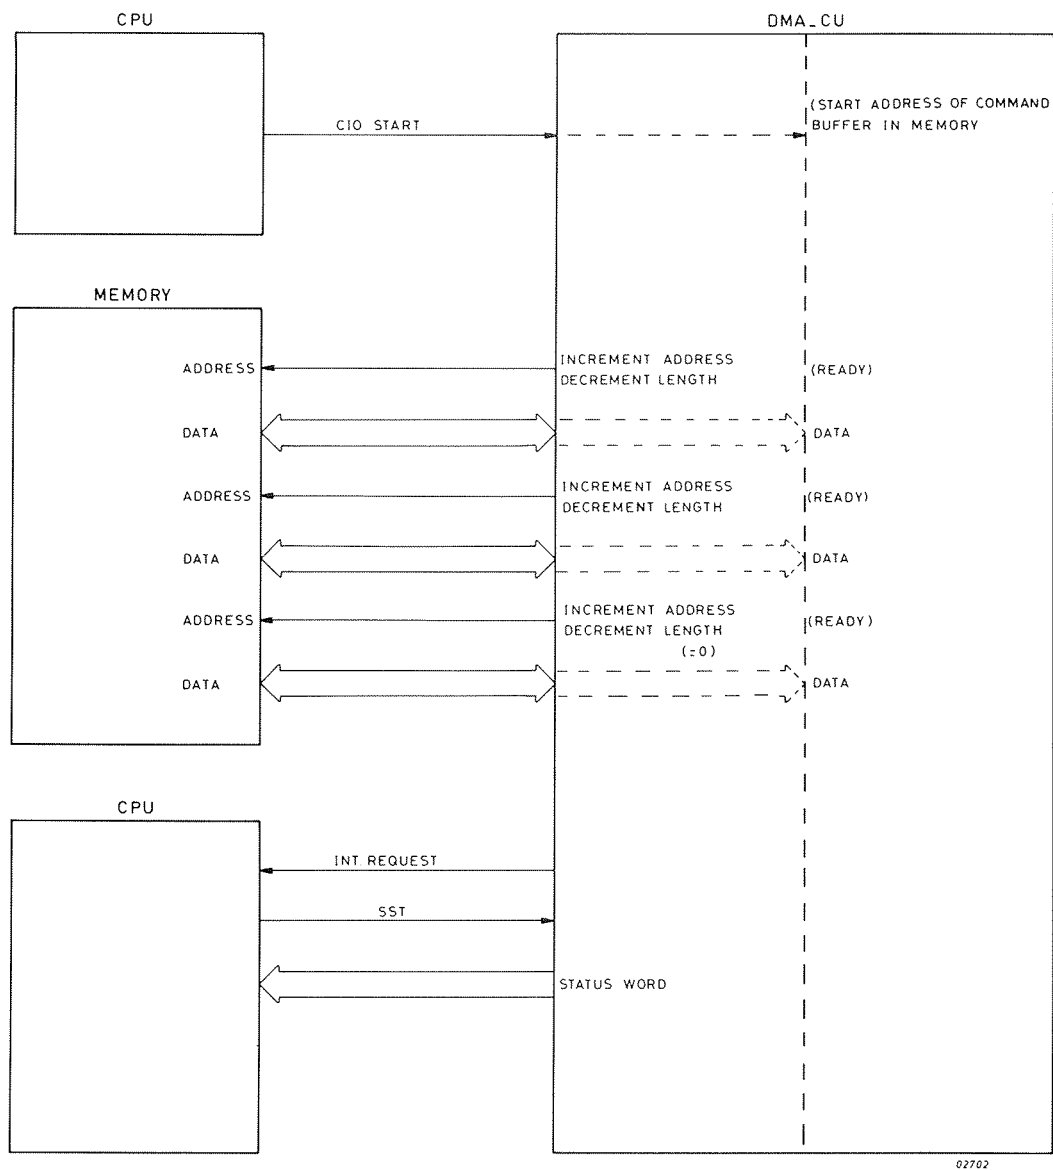 CPU
DMA_CU
(START ADDRESS OF COMMAND
BUFFER IN MEMORY
CIO START
MEMORY
ADDRESS
INCREMENT ADDRESS
DECREMENT LENGTH
(READY)
DATA
DATA
ADDRESS
INCREMENT ADDRESS
DECREMENT LENGTH
(READY)
DATA
DATA
ADDRESS
INCREMENT ADDRESS
DECREMENT LENGTH
(=0)
(READY)
DATA
DATA
CPU
INT. REQUEST
SST
STATUS WORD
02702